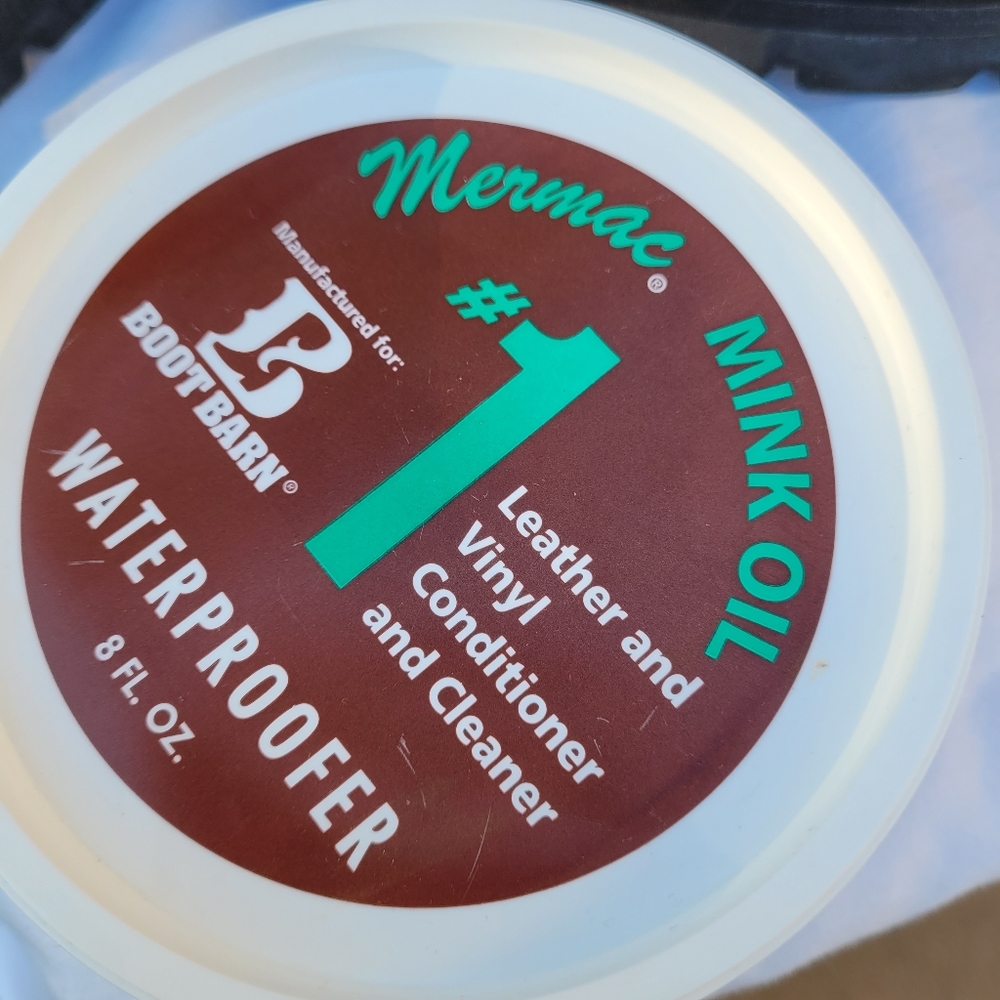 Mermac®
#1
MINK OIL
Manufactured for:
B
BOOT BARN®
Leather and
Vinyl
Conditioner
and Cleaner
WATERPROOFER
8 FL. OZ.